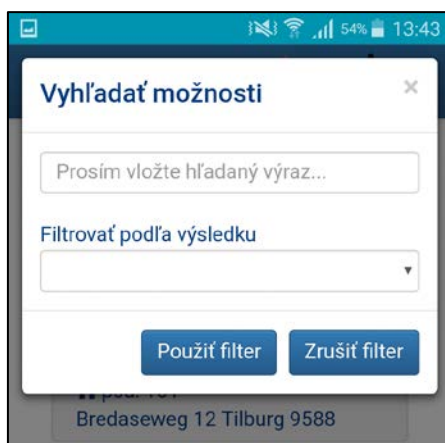 54% 13:43
Vyhľadať možnosti ×
Prosím vložte hľadaný výraz...
Filtrovať podľa výsledku
Použiť filter Zrušiť filter
Bredaseweg 12 Tilburg 9588